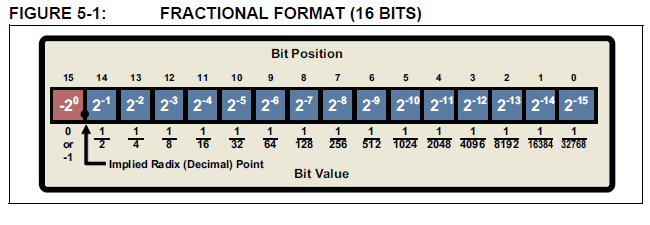 FIGURE 5-1: FRACTIONAL FORMAT (16 BITS)
Bit Position
15 14 13 12 11 10 9 8 7 6 5 4 3 2 1 0
-2⁰ 2⁻¹ 2⁻² 2⁻³ 2⁻⁴ 2⁻⁵ 2⁻⁶ 2⁻⁷ 2⁻⁸ 2⁻⁹ 2⁻¹⁰ 2⁻¹¹ 2⁻¹² 2⁻¹³ 2⁻¹⁴ 2⁻¹⁵
0 or -1 1/2 1/4 1/8 1/16 1/32 1/64 1/128 1/256 1/512 1/1024 1/2048 1/4096 1/8192 1/16384 1/32768
Implied Radix (Decimal) Point
Bit Value